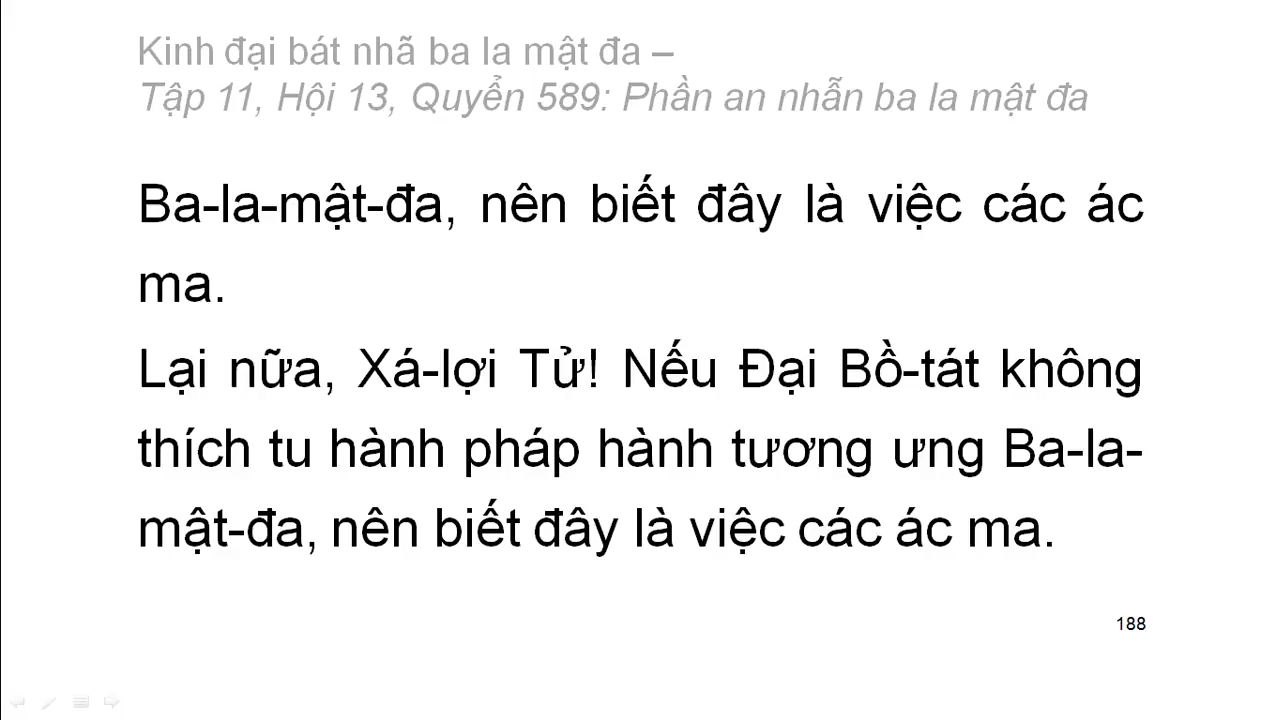 Kinh đại bát nhã ba la mật đa –
Tập 11, Hội 13, Quyển 589: Phần an nhẫn ba la mật đa
Ba-la-mật-đa, nên biết đây là việc các ác
ma.
Lại nữa, Xá-lợi Tử! Nếu Đại Bồ-tát không
thích tu hành pháp hành tương ưng Ba-la-
mật-đa, nên biết đây là việc các ác ma.
188